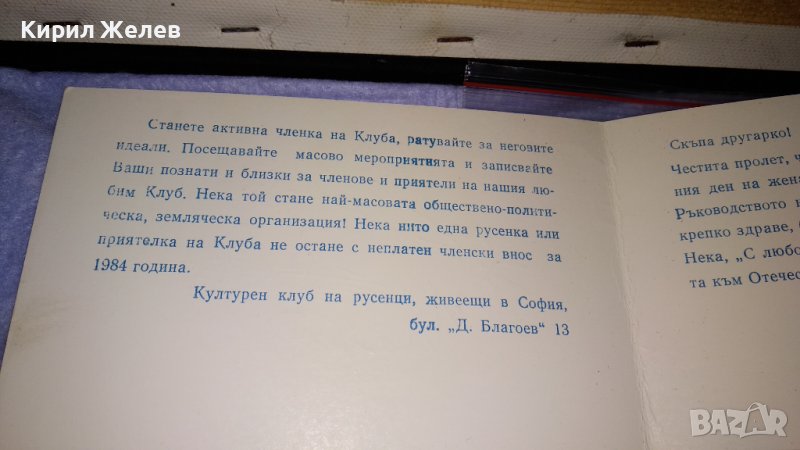 Кирил Желев
Станете активна членка на Клуба, ратувайте за неговите
идеали. Посещавайте масово мероприятията и записвайте
Ваши познати и близки за членове и приятели на нашия лю-
бим Клуб. Нека той стане най-масовата обществено-полити-
ческа, земляческа организация! Нека нито една русенка или
приятелка на Клуба не остане с неплатен членски внос за
1984 година.
Културен клуб на русенци, живеещи в София,
бул. „Д. Благоев“ 13
Скъпа другарко!
Честита пролет,
ния ден на жена
Ръководството
крепко здраве,
Нека, „С любо
та към Отечес
BAZAR